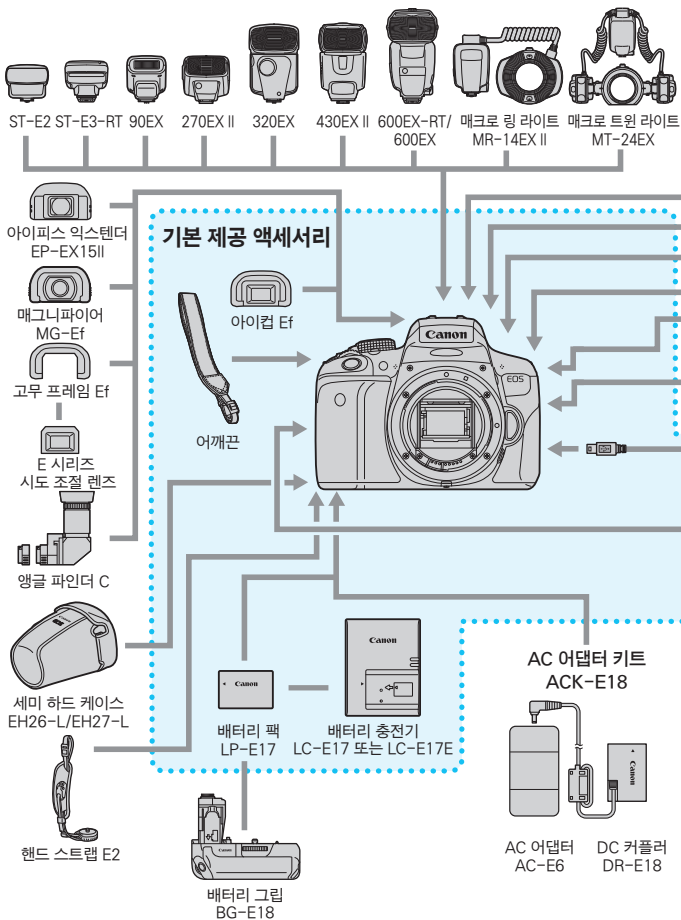 ST-E2 ST-E3-RT 90EX 270EX II 320EX 430EX II 600EX-RT/
600EX
매크로 링 라이트
MR-14EX II
매크로 트윈 라이트
MT-24EX
아이피스 익스텐더
EP-EX15II
매그니파이어
MG-Ef
고무 프레임 Ef
E 시리즈
시도 조절 렌즈
앵글 파인더 C
기본 제공 액세서리
아이컵 Ef
어깨끈
Canon
EOS
세미 하드 케이스
EH26-L/EH27-L
핸드 스트랩 E2
Canon
배터리 팩
LP-E17
Canon
배터리 충전기
LC-E17 또는 LC-E17E
Canon
배터리 그립
BG-E18
AC 어댑터 키트
ACK-E18
Canon
AC 어댑터
AC-E6
DC 커플러
DR-E18